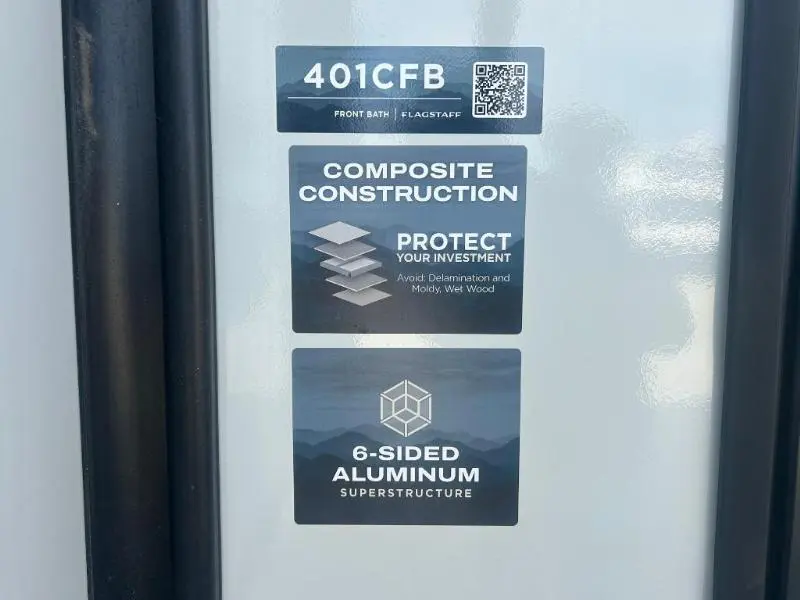 401CFB
FRONT BATH | FLAGSTAFF
COMPOSITE
CONSTRUCTION
PROTECT
YOUR INVESTMENT
Avoid: Delamination and
Moldy, Wet Wood
6-SIDED
ALUMINUM
SUPERSTRUCTURE